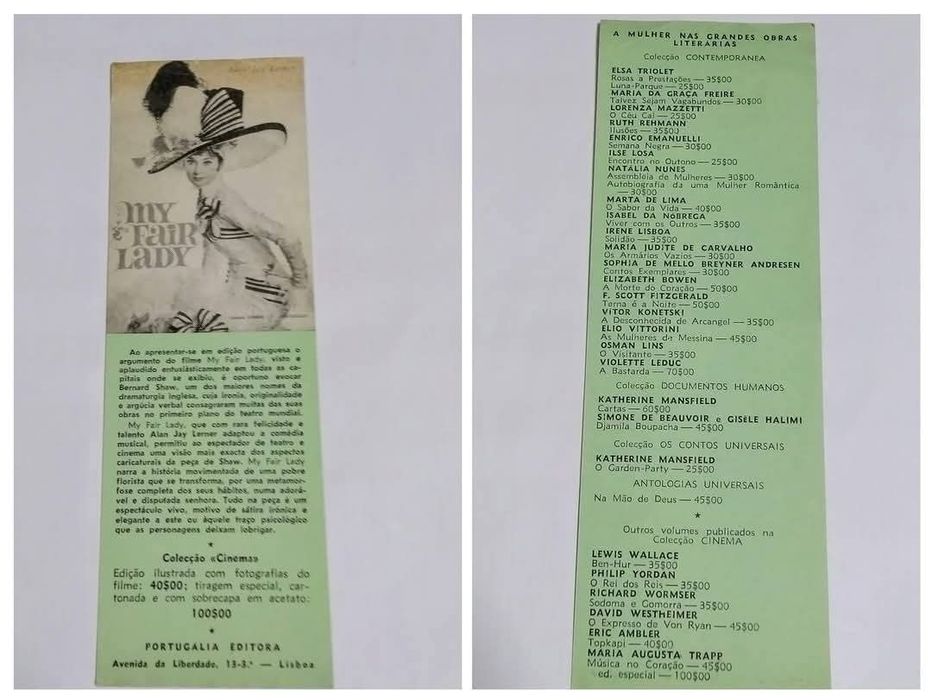 Alan Jay Lerner
MY
FAIR
LADY
Ao apresentar-se em edição portuguesa o
argumento do filme My Fair Lady, visto e
aplaudido entusiàsticamente em todas as ca-
pitais onde se exibiu, é oportuno evocar
Bernard Shaw, um dos maiores nomes da
dramaturgia inglesa, cuja ironia, originalidade
e argúcia verbal consagraram muitas das suas
obras no primeiro plano do teatro mundial.
My Fair Lady, que com rara felicidade e
talento Alan Jay Lerner adaptou a comédia
musical, permitiu ao espectador de teatro e
cinema uma visão mais exacta dos aspectos
caricaturais da peça de Shaw. My Fair Lady
narra a história movimentada de uma pobre
florista que se transforma, por uma metamor-
fose completa dos seus hábitos, numa adorá-
vel e disputada senhora. Tudo na peça é um
espectáculo vivo, motivo de sátira irónica e
elegante a este ou àquele traço psicológico
que as personagens deixam lobrigar.
★
Colecção «Cinema»
Edição ilustrada com fotografias do
filme: 40$00; tiragem especial, car-
tonada e com sobrecapa em acetato:
100$00
★
PORTUGALIA EDITORA
Avenida da Liberdade, 13-3.º — Lisboa
A MULHER NAS GRANDES OBRAS
LITERARIAS
Colecção CONTEMPORANEA
ELSA TRIOLET
Rosas a Prestações — 35$00
Luna-Parque — 25$00
MARIA DA GRAÇA FREIRE
Talvez Sejam Vagabundos — 30$00
LORENZA MAZZETTI
O Céu Cai — 25$00
RUTH REHMANN
Ilusões — 35$00
ENRICO EMANUELLI
Semana Negra — 30$00
ILSE LOSA
Encontro no Outono — 25$00
NATÁLIA NUNES
Assembleia de Mulheres — 30$00
Autobiografia da uma Mulher Romântica
— 30$00
MARTA DE LIMA
O Sabor da Vida — 40$00
ISABEL DA NÓBREGA
Viver com os Outros — 35$00
IRENE LISBOA
Solidão — 35$00
MARIA JUDITE DE CARVALHO
Os Armários Vazios — 30$00
SOPHIA DE MELLO BREYNER ANDRESEN
Contos Exemplares — 30$00
ELIZABETH BOWEN
A Morte do Coração — 50$00
F. SCOTT FITZGERALD
Terna é a Noite — 50$00
VÍTOR KONETSKI
A Desconhecida de Arcangel — 35$00
ELIO VITTORINI
As Mulheres de Messina — 45$00
OSMAN LINS
O Visitante — 35$00
VIOLETTE LEDUC
A Bastarda — 70$00
Colecção DOCUMENTOS HUMANOS
KATHERINE MANSFIELD
Cartas — 60$00
SIMONE DE BEAUVOIR e GISÈLE HALIMI
Djamila Boupacha — 45$00
Colecção OS CONTOS UNIVERSAIS
KATHERINE MANSFIELD
O Garden-Party — 25$00
ANTOLOGIAS UNIVERSAIS
Na Mão de Deus — 45$00
★
Outros volumes publicados na
Colecção CINEMA
LEWIS WALLACE
Ben-Hur — 35$00
PHILIP YORDAN
O Rei dos Reis — 35$00
RICHARD WORMSER
Sodoma e Gomorra — 35$00
DAVID WESTHEIMER
O Expresso de Von Ryan — 45$00
ERIC AMBLER
Topkapi — 40$00
MARIA AUGUSTA TRAPP
Música no Coração — 45$00
ed. especial — 100$00